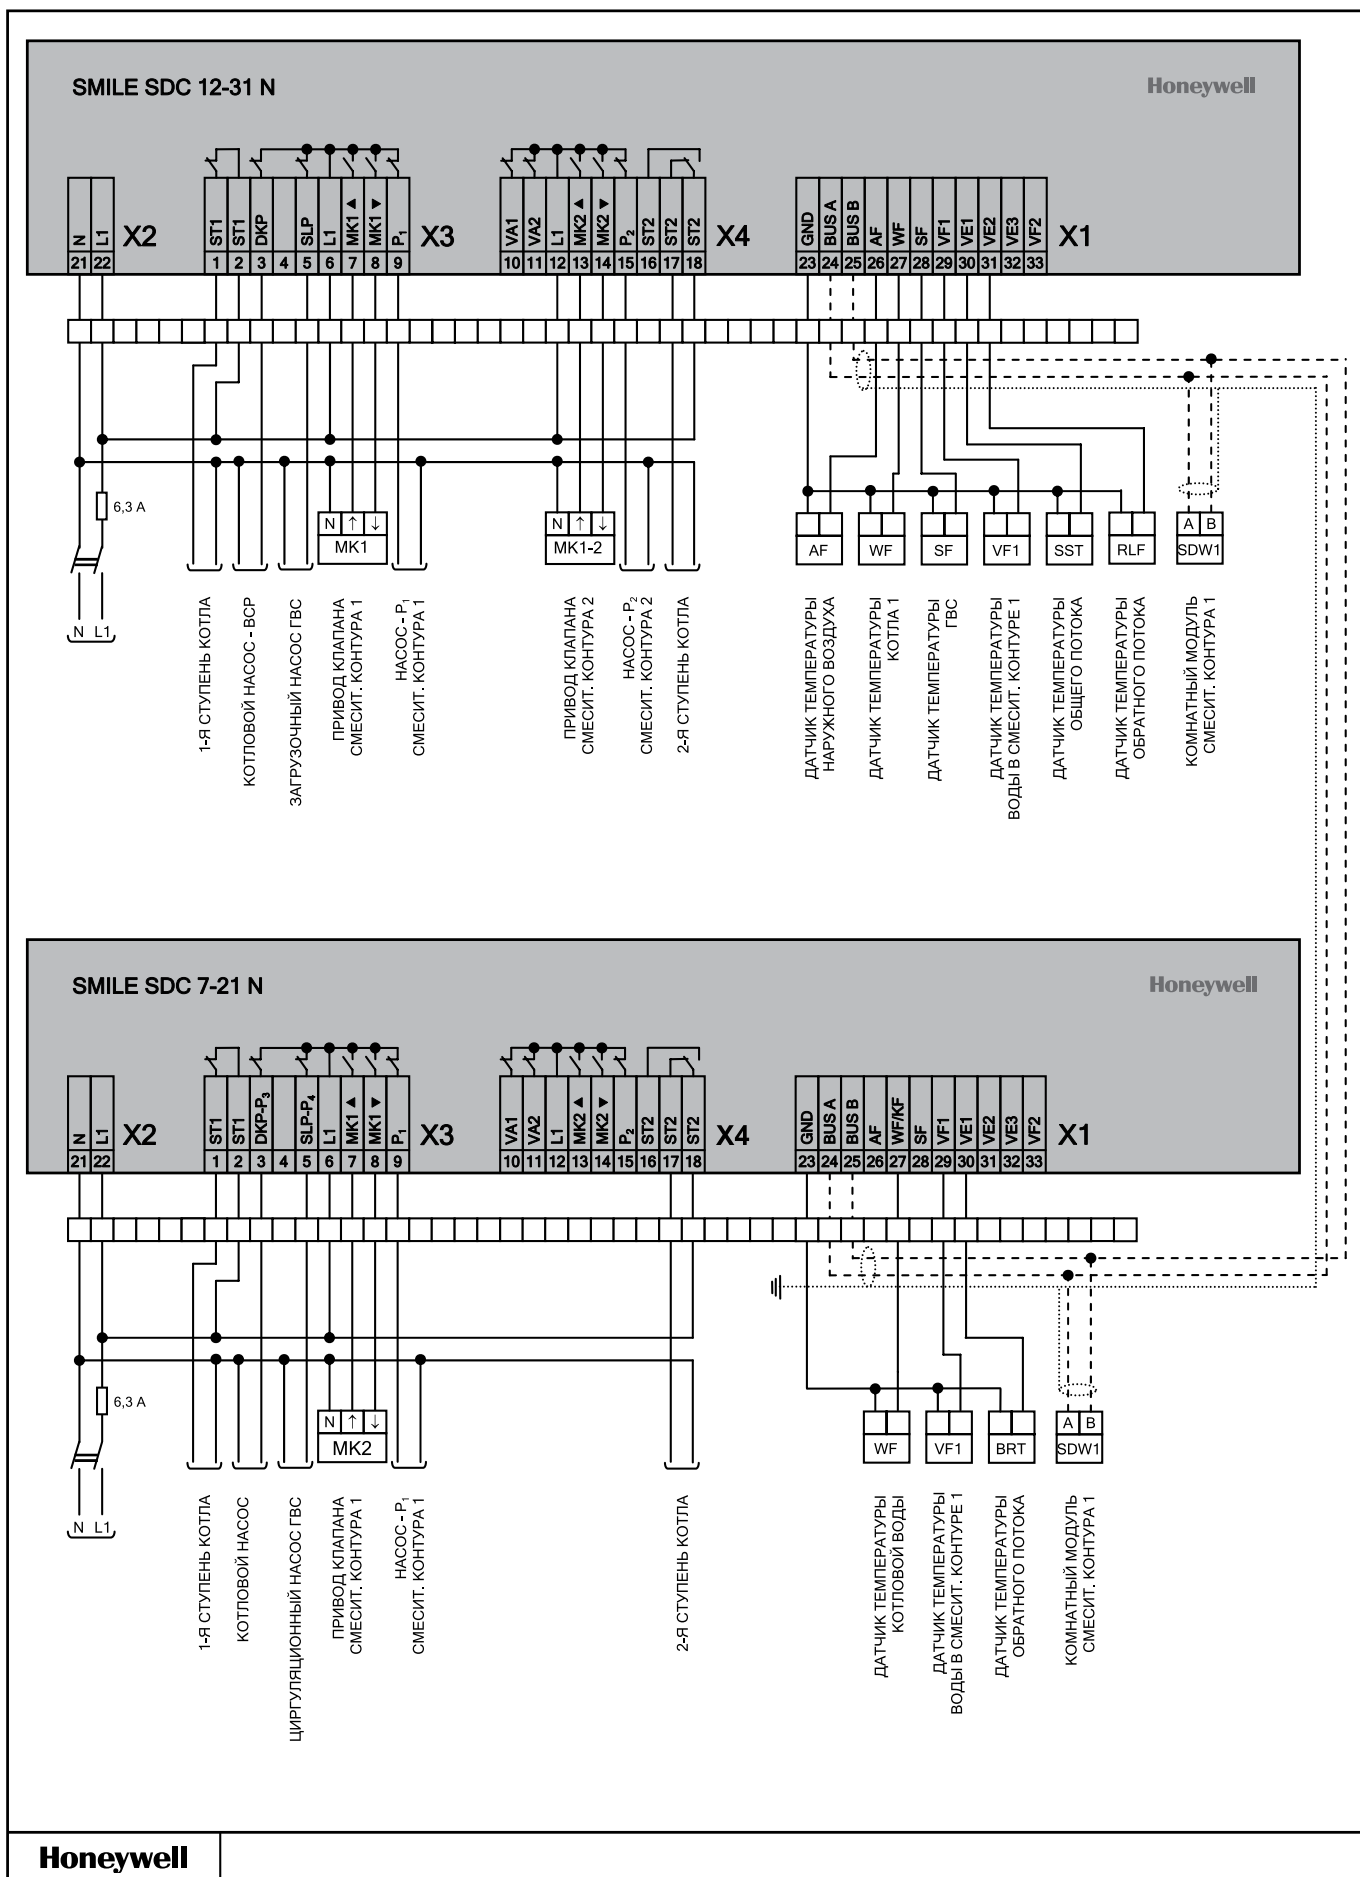 SMILE SDC 12-31 N
Honeywell
N
L1
X2
21 22
ST1
ST1
DKP
SLP
L1
MK1 ▲
MK1 ▼
P1
X3
1 2 3 4 5 6 7 8 9
VA1
VA2
L1
MK2 ▲
MK2 ▼
P2
ST2
ST2
ST2
X4
10 11 12 13 14 15 16 17 18
GND
BUS A
BUS B
AF
WF
SF
VF1
VE1
VE2
VE3
VF2
X1
23 24 25 26 27 28 29 30 31 32 33
6,3 A
N L1
N ↑ ↓
MK1
N ↑ ↓
MK1-2
AF
WF
SF
VF1
SST
RLF
A B
SDW1
1-Я СТУПЕНЬ КОТЛА
КОТЛОВОЙ НАСОС - ВСР
ЗАГРУЗОЧНЫЙ НАСОС ГВС
ПРИВОД КЛАПАНА
СМЕСИТ. КОНТУРА 1
НАСОС - P1
СМЕСИТ. КОНТУРА 1
ПРИВОД КЛАПАНА
СМЕСИТ. КОНТУРА 2
НАСОС - P2
СМЕСИТ. КОНТУРА 2
2-Я СТУПЕНЬ КОТЛА
ДАТЧИК ТЕМПЕРАТУРЫ
НАРУЖНОГО ВОЗДУХА
ДАТЧИК ТЕМПЕРАТУРЫ
КОТЛА 1
ДАТЧИК ТЕМПЕРАТУРЫ
ГВС
ДАТЧИК ТЕМПЕРАТУРЫ
ВОДЫ В СМЕСИТ. КОНТУРЕ 1
ДАТЧИК ТЕМПЕРАТУРЫ
ОБЩЕГО ПОТОКА
ДАТЧИК ТЕМПЕРАТУРЫ
ОБРАТНОГО ПОТОКА
КОМНАТНЫЙ МОДУЛЬ
СМЕСИТ. КОНТУРА 1
SMILE SDC 7-21 N
Honeywell
N
L1
X2
21 22
ST1
ST1
DKP-P3
SLP-P4
L1
MK1 ▲
MK1 ▼
P1
X3
1 2 3 4 5 6 7 8 9
VA1
VA2
L1
MK2 ▲
MK2 ▼
P2
ST2
ST2
ST2
X4
10 11 12 13 14 15 16 17 18
GND
BUS A
BUS B
AF
WF/KF
SF
VF1
VE1
VE2
VE3
VF2
X1
23 24 25 26 27 28 29 30 31 32 33
6,3 A
N L1
N ↑ ↓
MK2
WF
VF1
BRT
A B
SDW1
1-Я СТУПЕНЬ КОТЛА
КОТЛОВОЙ НАСОС
ЦИРГУЛЯЦИОННЫЙ НАСОС ГВС
ПРИВОД КЛАПАНА
СМЕСИТ. КОНТУРА 1
НАСОС - P1
СМЕСИТ. КОНТУРА 1
2-Я СТУПЕНЬ КОТЛА
ДАТЧИК ТЕМПЕРАТУРЫ
КОТЛОВОЙ ВОДЫ
ДАТЧИК ТЕМПЕРАТУРЫ
ВОДЫ В СМЕСИТ. КОНТУРЕ 1
ДАТЧИК ТЕМПЕРАТУРЫ
ОБРАТНОГО ПОТОКА
КОМНАТНЫЙ МОДУЛЬ
СМЕСИТ. КОНТУРА 1
Honeywell